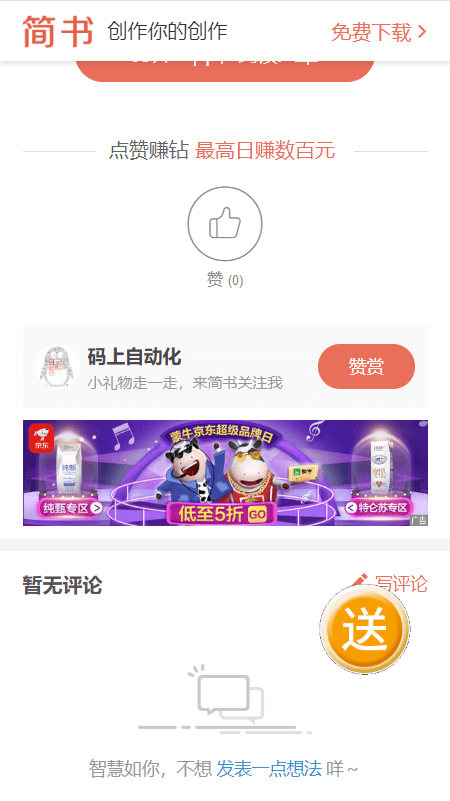 简书 创作你的创作 免费下载
点赞赚钻 最高日赚数百元
赞 (0)
码上自动化
小礼物走一走，来简书关注我
赞赏
京东
蒙牛京东超级品牌日
纯甄
纯甄专区
低至5折 GO
特仑苏专区
广告
暂无评论
写评论
送
智慧如你，不想 发表一点想法 咩~